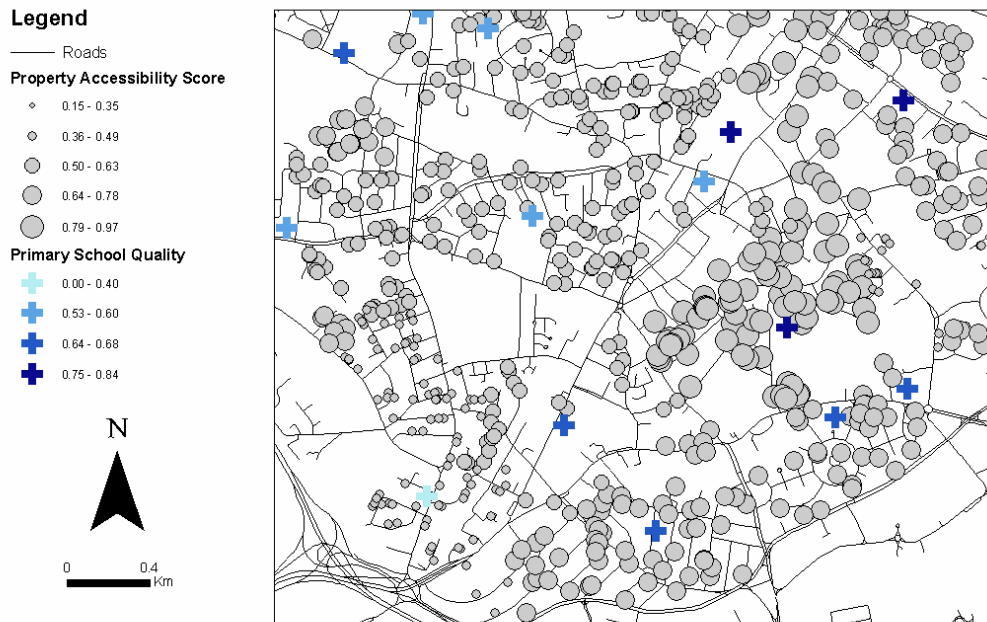 Legend
Roads
Property Accessibility Score
0.15 - 0.35
0.36 - 0.49
0.50 - 0.63
0.64 - 0.78
0.79 - 0.97
Primary School Quality
0.00 - 0.40
0.53 - 0.60
0.64 - 0.68
0.75 - 0.84
N
0 0.4
Km